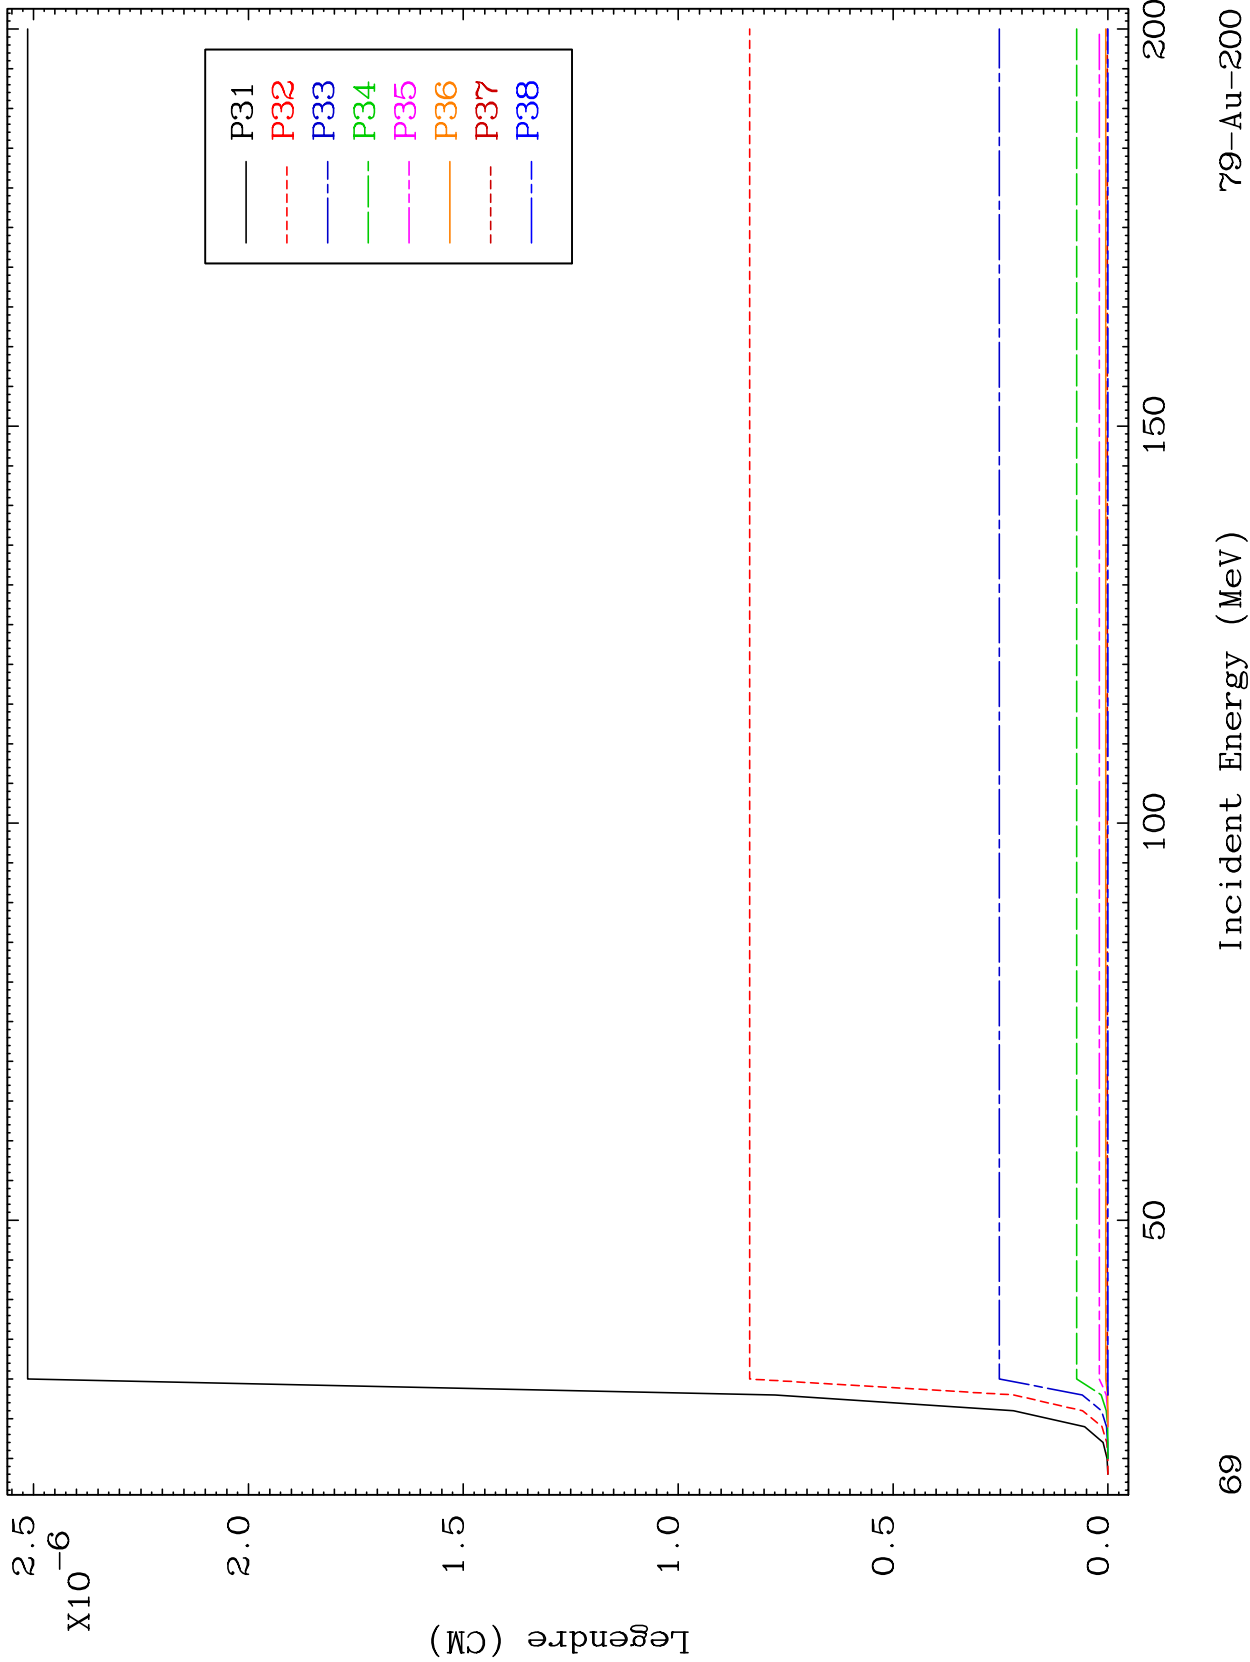 2.5
X10^-6
2.0
1.5
1.0
0.5
0.0
Legendre (CM)
P31
P32
P33
P34
P35
P36
P37
P38
50
100
150
200
69
Incident Energy (MeV)
79-Au-200